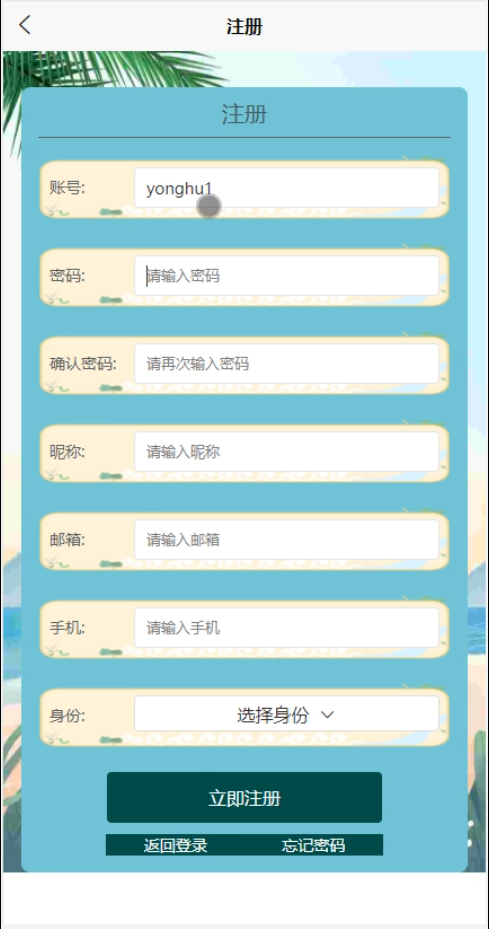 注册
注册
账号: yonghu1
密码: 请输入密码
确认密码: 请再次输入密码
昵称: 请输入昵称
邮箱: 请输入邮箱
手机: 请输入手机
身份: 选择身份
立即注册
返回登录 忘记密码